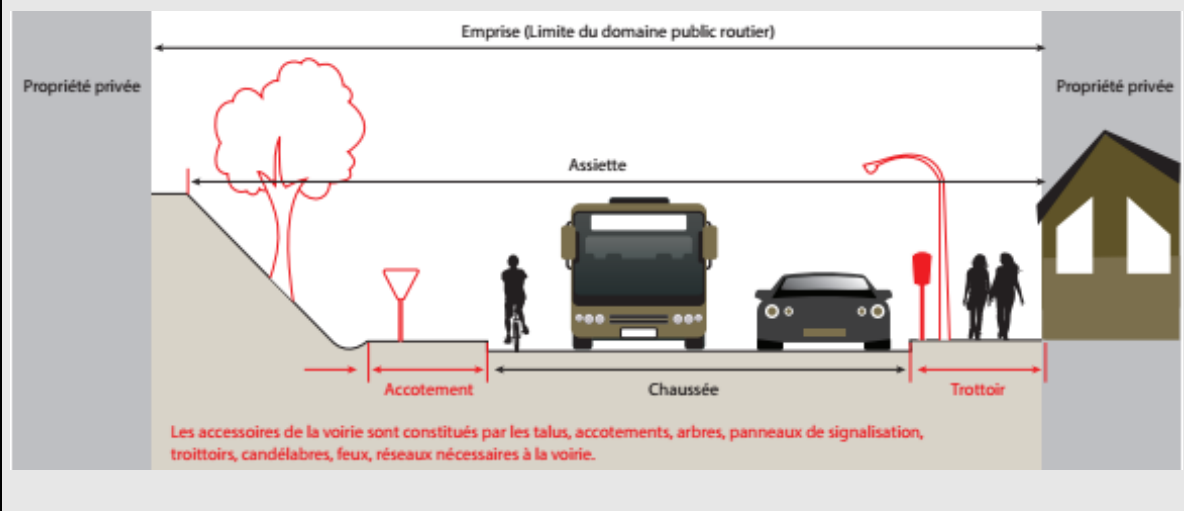 Emprise (Limite du domaine public routier)
Propriété privée
Propriété privée
Assiette
Accotement
Chaussée
Trottoir
Les accessoires de la voirie sont constitués par les talus, accotements, arbres, panneaux de signalisation,
troittoirs, candélabres, feux, réseaux nécessaires à la voirie.